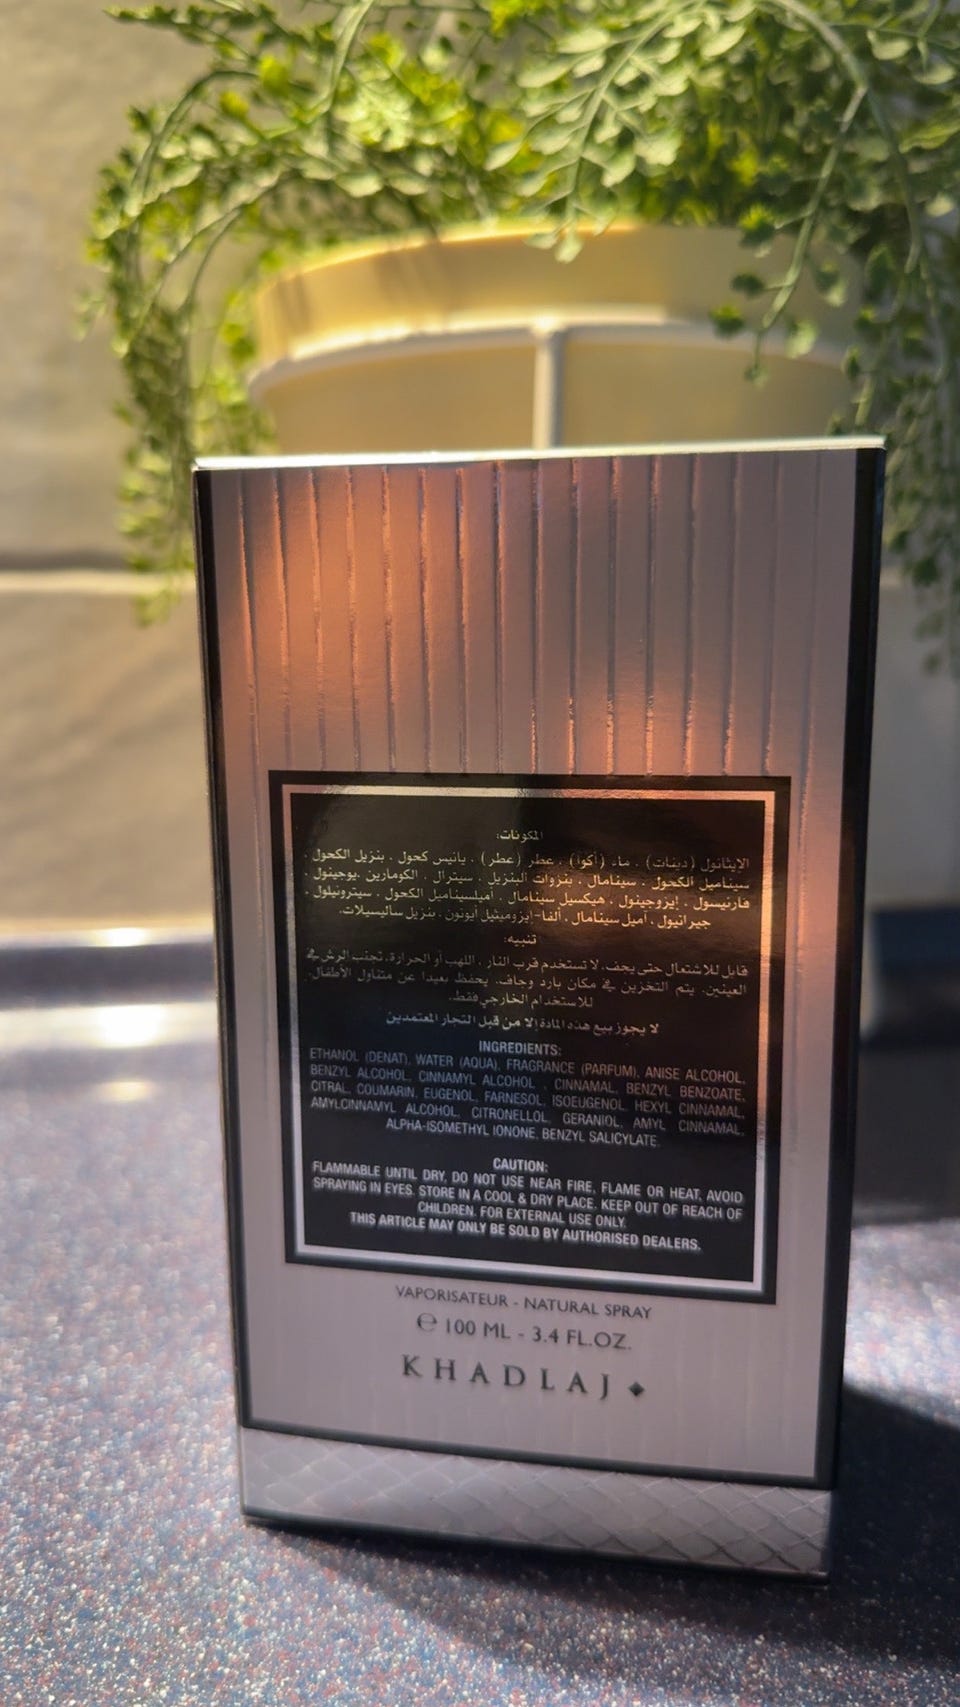 المكونات:
الإيثانول (دينات) ، ماء (أكوا) ، عطر (عطر) ، يانيس كحول ، بنزيل الكحول ،
سيناميل الكحول ، سينامال ، بنزوات البنزيل ، سيترال ، الكومارين ،يوجينول ،
فارنيسول ، إيزوجينول ، هيكسيل سينامال ، أميلسيناميل الكحول ، سيترونيلول ،
جيرانيول ، أميل سينامال ، ألفا-إيزوميثيل أيونون ، بنزيل ساليسيلات.
تنبيه:
قابل للاشتعال حتى يجف، لا تستخدم قرب النار ، اللهب أو الحرارة، تجنب الرش في
العينين. يتم التخزين في مكان بارد وجاف. يحفظ بعيدا عن متناول الأطفال.
للاستخدام الخارجي فقط.
لا يجوز بيع هذه المادة إلا من قبل التجار المعتمدين
INGREDIENTS:
ETHANOL (DENAT), WATER (AQUA), FRAGRANCE (PARFUM), ANISE ALCOHOL,
BENZYL ALCOHOL, CINNAMYL ALCOHOL , CINNAMAL, BENZYL BENZOATE,
CITRAL, COUMARIN, EUGENOL, FARNESOL, ISOEUGENOL, HEXYL CINNAMAL,
AMYLCINNAMYL ALCOHOL, CITRONELLOL, GERANIOL, AMYL CINNAMAL,
ALPHA-ISOMETHYL IONONE, BENZYL SALICYLATE.
CAUTION:
FLAMMABLE UNTIL DRY, DO NOT USE NEAR FIRE, FLAME OR HEAT, AVOID
SPRAYING IN EYES. STORE IN A COOL & DRY PLACE. KEEP OUT OF REACH OF
CHILDREN. FOR EXTERNAL USE ONLY.
THIS ARTICLE MAY ONLY BE SOLD BY AUTHORISED DEALERS.
VAPORISATEUR - NATURAL SPRAY
℮ 100 ML - 3.4 FL.OZ.
KHADLAJ